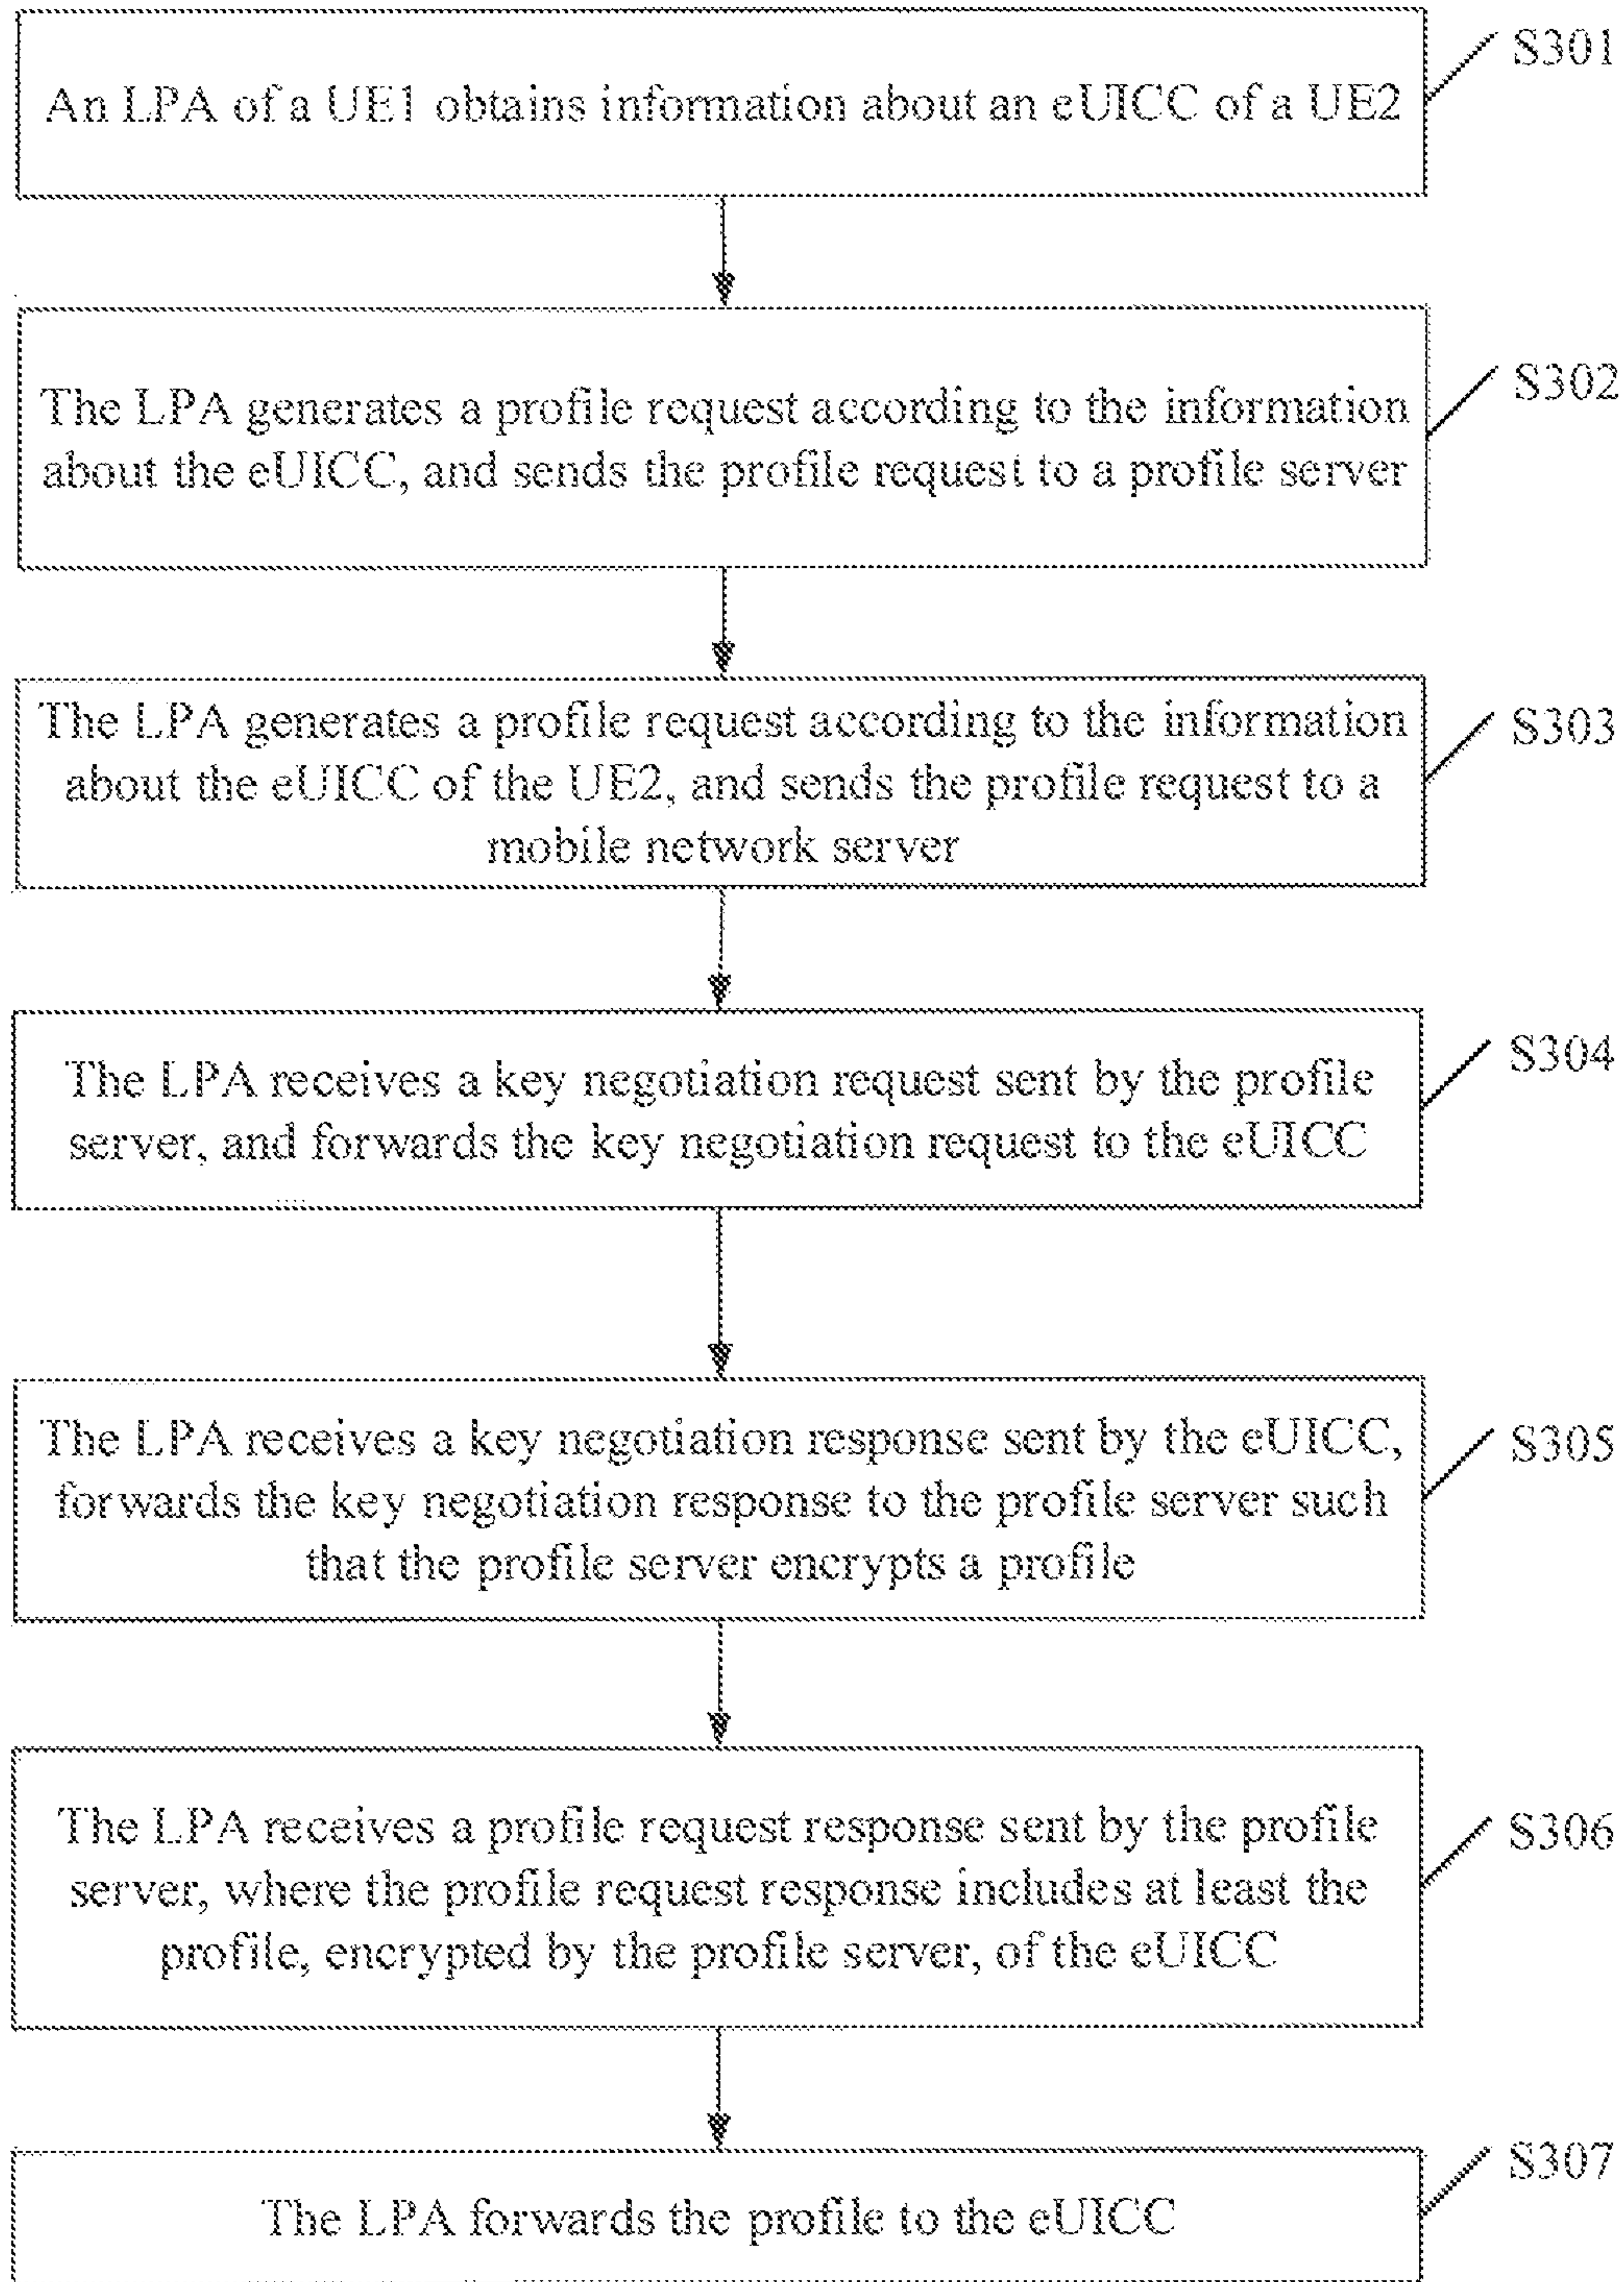 An LPA of a UE1 obtains information about an eUICC of a UE2
S301
The LPA generates a profile request according to the information
about the eUICC, and sends the profile request to a profile server
S302
The LPA generates a profile request according to the information
about the eUICC of the UE2, and sends the profile request to a
mobile network server
S303
The LPA receives a key negotiation request sent by the profile
server, and forwards the key negotiation request to the eUICC
S304
The LPA receives a key negotiation response sent by the eUICC,
forwards the key negotiation response to the profile server such
that the profile server encrypts a profile
S305
The LPA receives a profile request response sent by the profile
server, where the profile request response includes at least the
profile, encrypted by the profile server, of the eUICC
S306
The LPA forwards the profile to the eUICC
S307